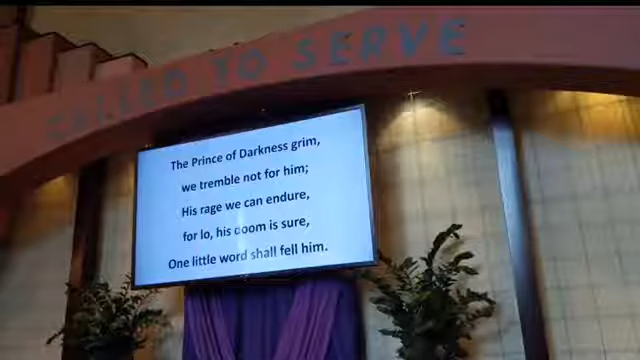 CALLED TO SERVE
The Prince of Darkness grim,
we tremble not for him;
His rage we can endure,
for lo, his doom is sure,
One little word shall fell him.